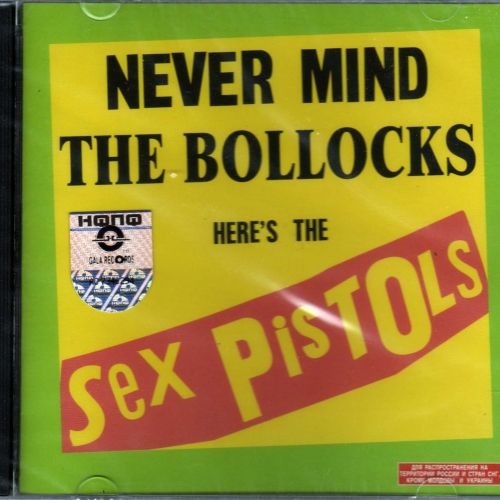 NEVER MIND
THE BOLLOCKS
HERE'S THE
SeX PiSTOLs
HQNQ
GALA RECORDS
ДЛЯ РАСПРОСТРАНЕНИЯ НА
ТЕРРИТОРИИ РОССИИ И СТРАН СНГ,
КРОМЕ МОЛДОВЫ И УКРАИНЫ